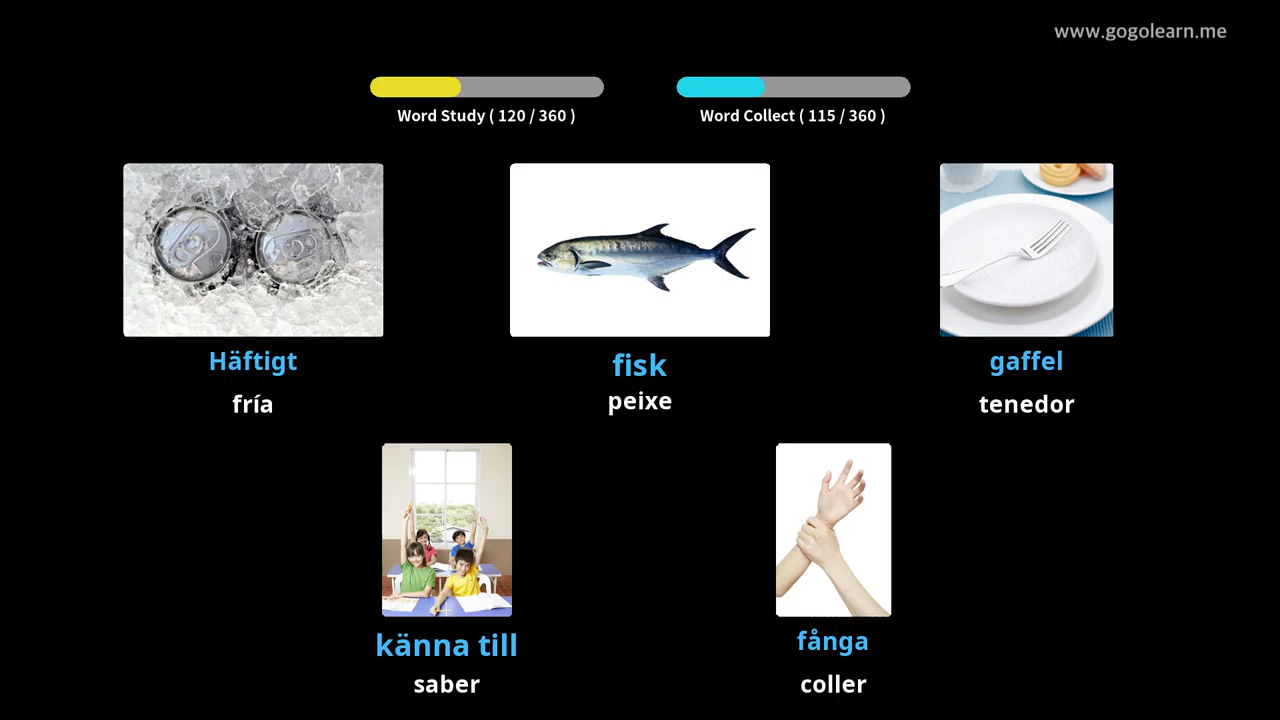 www.gogolearn.me
Word Study ( 120 / 360 )
Word Collect ( 115 / 360 )
Häftigt
fría
fisk
peixe
gaffel
tenedor
känna till
saber
fånga
coller